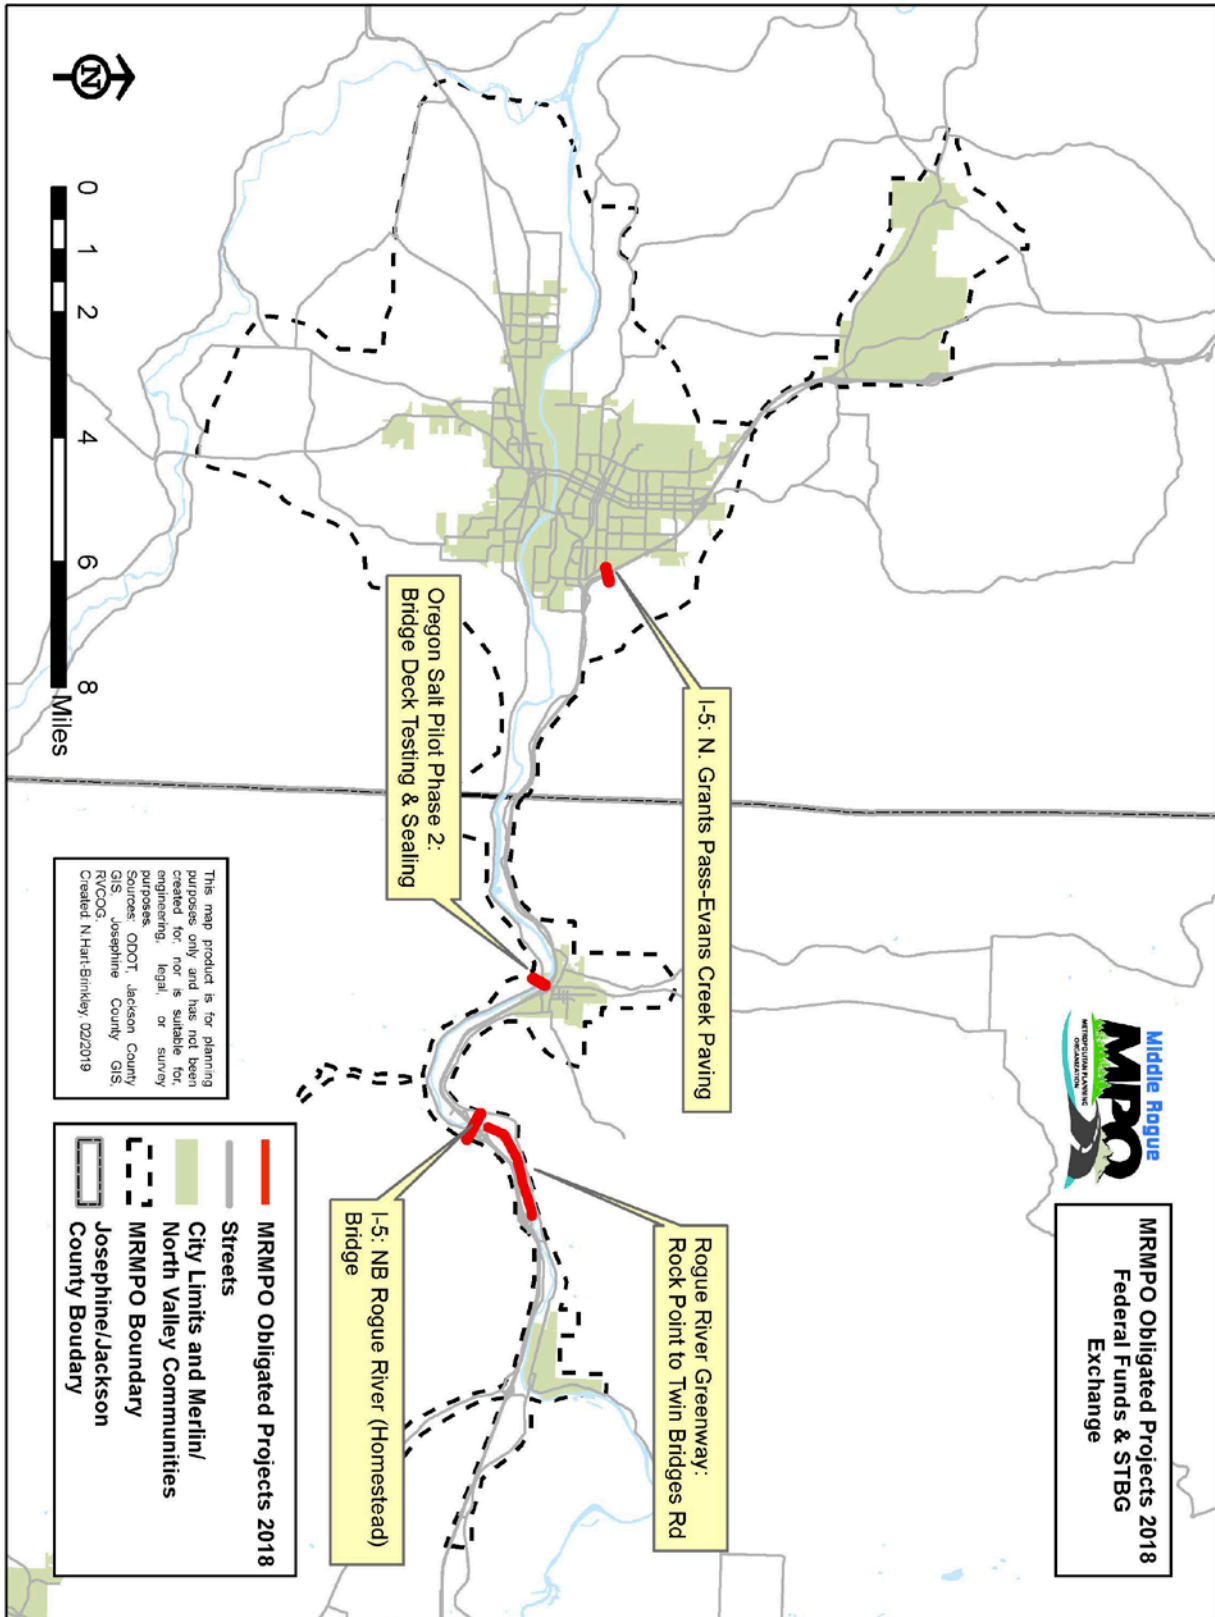 Middle Rogue
MPO
METROPOLITAN PLANNING
ORGANIZATION
MRMPO Obligated Projects 2018
Federal Funds & STBG
Exchange
I-5: N. Grants Pass-Evans Creek Paving
Rogue River Greenway:
Rock Point to Twin Bridges Rd
Oregon Salt Pilot Phase 2:
Bridge Deck Testing & Sealing
I-5: NB Rogue River (Homestead)
Bridge
N
0 1 2 4 6 8
Miles
This map product is for planning
purposes only and has not been
created for, nor is suitable for,
engineering, legal, or survey
purposes.
Sources: ODOT, Jackson County
GIS, Josephine County GIS,
RVCOG.
Created: N.Hart-Brinkley, 02/2019
MRMPO Obligated Projects 2018
Streets
City Limits and Merlin/
North Valley Communities
MRMPO Boundary
Josephine/Jackson
County Boudary